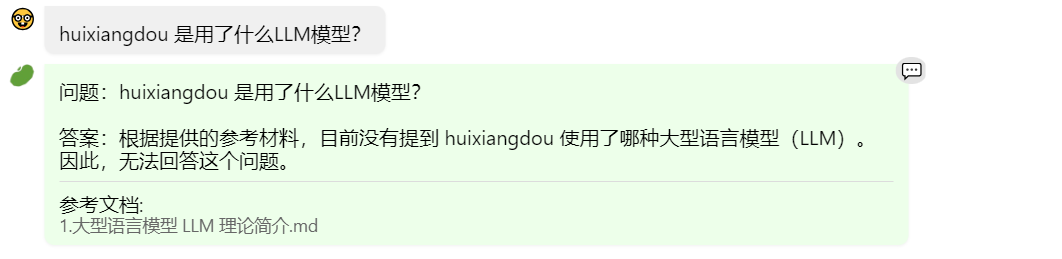 huixiangdou 是用了什么LLM模型？
问题：huixiangdou 是用了什么LLM模型？
答案：根据提供的参考材料，目前没有提到 huixiangdou 使用了哪种大型语言模型（LLM）。
因此，无法回答这个问题。
参考文档:
1.大型语言模型 LLM 理论简介.md